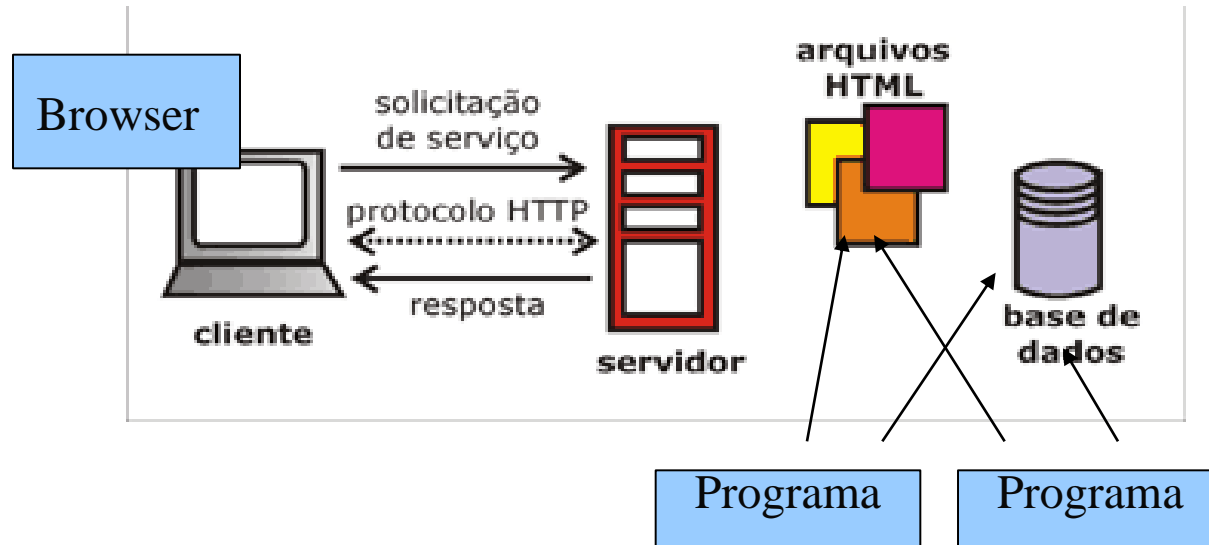 Browser
solicitação
de serviço
protocolo HTTP
resposta
cliente
servidor
arquivos
HTML
base de
dados
Programa
Programa